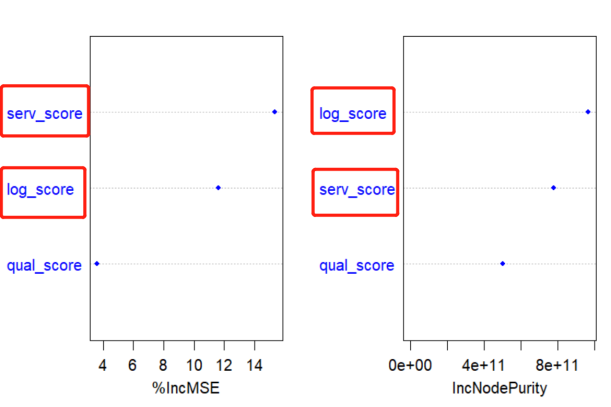 serv_score
log_score
qual_score
4 6 8 10 12 14
%IncMSE
log_score
serv_score
qual_score
0e+00 4e+11 8e+11
IncNodePurity